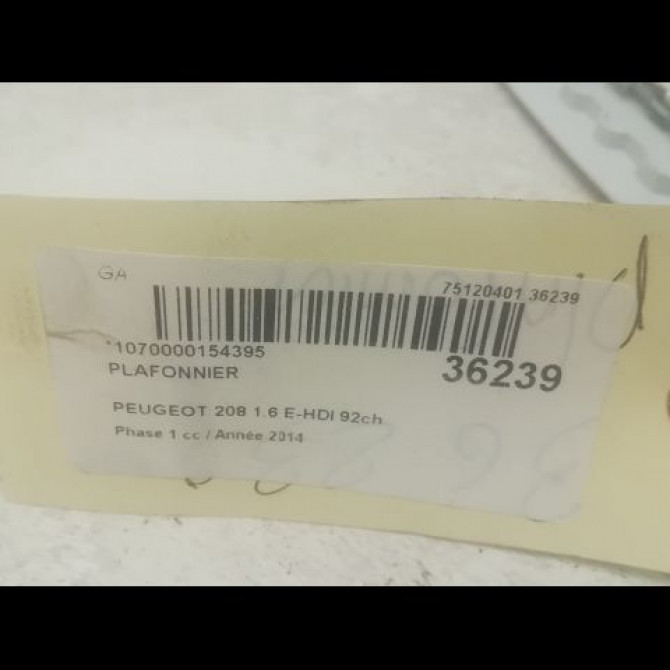 GA
75120401 36239
*1070000154395
36239
PLAFONNIER
PEUGEOT 208 1.6 E-HDI 92ch
Phase 1 cc / Année 2014